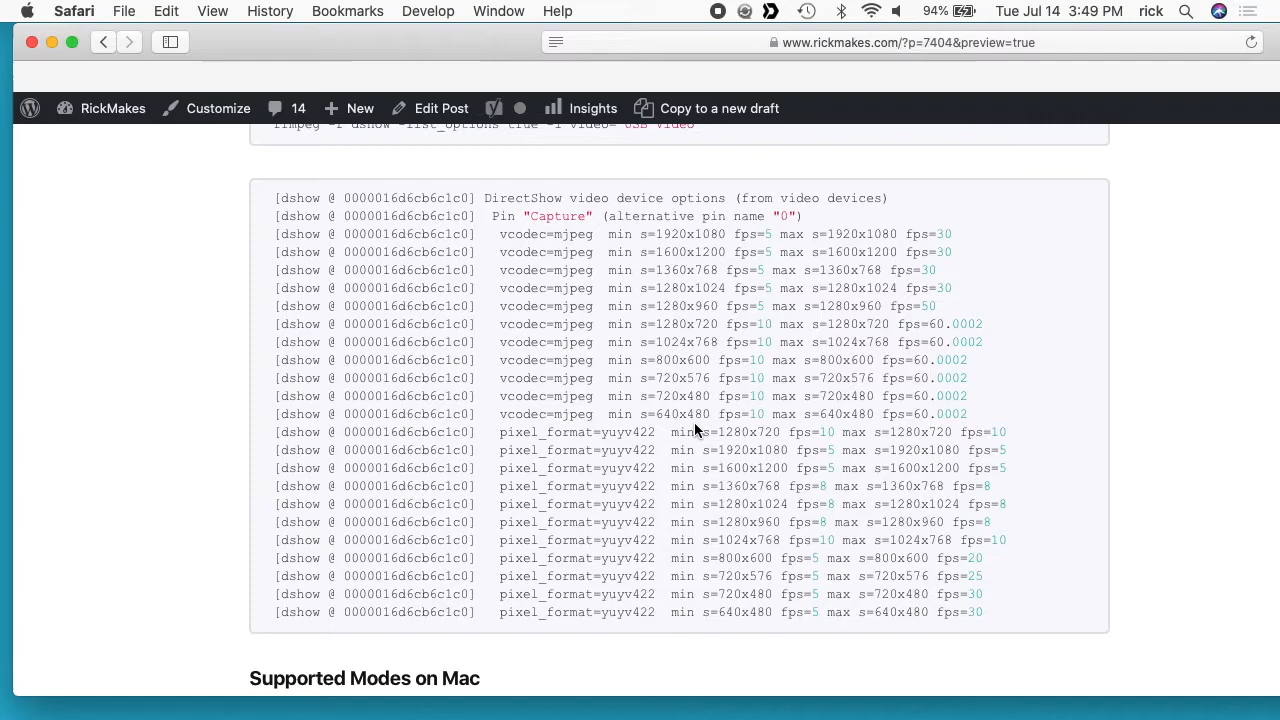 Safari File Edit View History Bookmarks Develop Window Help 94% Tue Jul 14 3:49 PM rick
www.rickmakes.com/?p=7404&preview=true
RickMakes Customize 14 New Edit Post Insights Copy to a new draft
ffmpeg -f dshow -list_options true -i video="USB Video"
[dshow @ 0000016d6cb6c1c0] DirectShow video device options (from video devices)
[dshow @ 0000016d6cb6c1c0]  Pin "Capture" (alternative pin name "0")
[dshow @ 0000016d6cb6c1c0]   vcodec=mjpeg  min s=1920x1080 fps=5 max s=1920x1080 fps=30
[dshow @ 0000016d6cb6c1c0]   vcodec=mjpeg  min s=1600x1200 fps=5 max s=1600x1200 fps=30
[dshow @ 0000016d6cb6c1c0]   vcodec=mjpeg  min s=1360x768 fps=5 max s=1360x768 fps=30
[dshow @ 0000016d6cb6c1c0]   vcodec=mjpeg  min s=1280x1024 fps=5 max s=1280x1024 fps=30
[dshow @ 0000016d6cb6c1c0]   vcodec=mjpeg  min s=1280x960 fps=5 max s=1280x960 fps=50
[dshow @ 0000016d6cb6c1c0]   vcodec=mjpeg  min s=1280x720 fps=10 max s=1280x720 fps=60.0002
[dshow @ 0000016d6cb6c1c0]   vcodec=mjpeg  min s=1024x768 fps=10 max s=1024x768 fps=60.0002
[dshow @ 0000016d6cb6c1c0]   vcodec=mjpeg  min s=800x600 fps=10 max s=800x600 fps=60.0002
[dshow @ 0000016d6cb6c1c0]   vcodec=mjpeg  min s=720x576 fps=10 max s=720x576 fps=60.0002
[dshow @ 0000016d6cb6c1c0]   vcodec=mjpeg  min s=720x480 fps=10 max s=720x480 fps=60.0002
[dshow @ 0000016d6cb6c1c0]   vcodec=mjpeg  min s=640x480 fps=10 max s=640x480 fps=60.0002
[dshow @ 0000016d6cb6c1c0]   pixel_format=yuyv422  min s=1280x720 fps=10 max s=1280x720 fps=10
[dshow @ 0000016d6cb6c1c0]   pixel_format=yuyv422  min s=1920x1080 fps=5 max s=1920x1080 fps=5
[dshow @ 0000016d6cb6c1c0]   pixel_format=yuyv422  min s=1600x1200 fps=5 max s=1600x1200 fps=5
[dshow @ 0000016d6cb6c1c0]   pixel_format=yuyv422  min s=1360x768 fps=8 max s=1360x768 fps=8
[dshow @ 0000016d6cb6c1c0]   pixel_format=yuyv422  min s=1280x1024 fps=8 max s=1280x1024 fps=8
[dshow @ 0000016d6cb6c1c0]   pixel_format=yuyv422  min s=1280x960 fps=8 max s=1280x960 fps=8
[dshow @ 0000016d6cb6c1c0]   pixel_format=yuyv422  min s=1024x768 fps=10 max s=1024x768 fps=10
[dshow @ 0000016d6cb6c1c0]   pixel_format=yuyv422  min s=800x600 fps=5 max s=800x600 fps=20
[dshow @ 0000016d6cb6c1c0]   pixel_format=yuyv422  min s=720x576 fps=5 max s=720x576 fps=25
[dshow @ 0000016d6cb6c1c0]   pixel_format=yuyv422  min s=720x480 fps=5 max s=720x480 fps=30
[dshow @ 0000016d6cb6c1c0]   pixel_format=yuyv422  min s=640x480 fps=5 max s=640x480 fps=30
Supported Modes on Mac